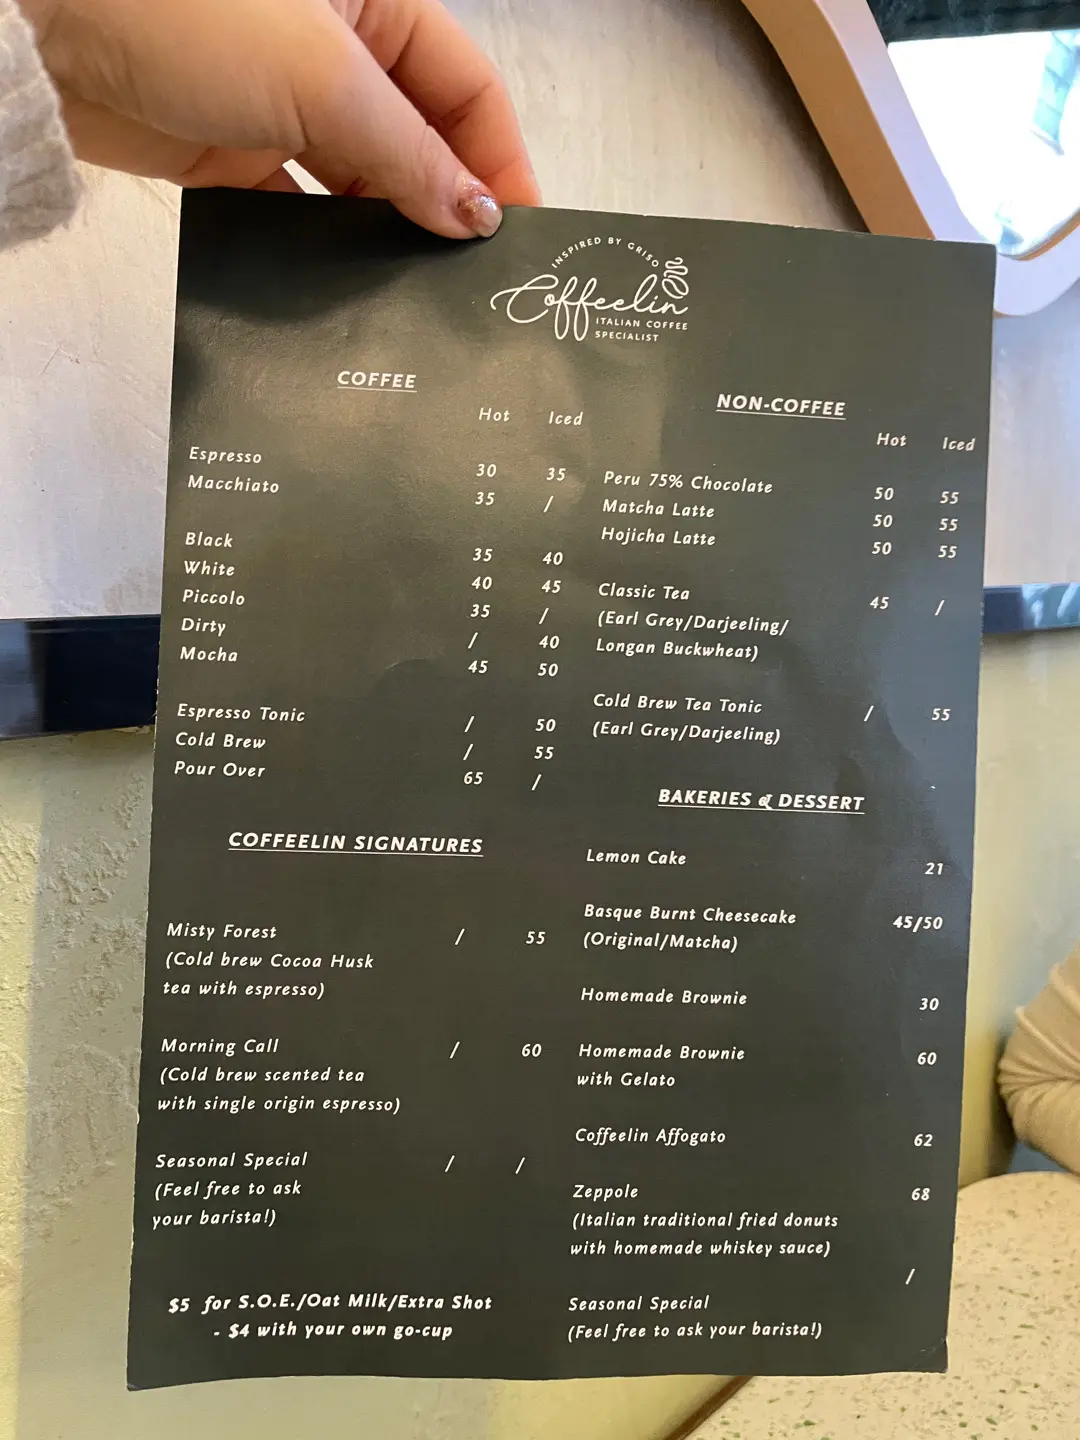 INSPIRED BY GRISO
Coffeelin
ITALIAN COFFEE
SPECIALIST
COFFEE
Hot Iced
Espresso 30 35
Macchiato 35 /
Black 35 40
White 40 45
Piccolo 35 /
Dirty / 40
Mocha 45 50
Espresso Tonic / 50
Cold Brew / 55
Pour Over 65 /
COFFEELIN SIGNATURES
Misty Forest / 55
(Cold brew Cocoa Husk
tea with espresso)
Morning Call / 60
(Cold brew scented tea
with single origin espresso)
Seasonal Special / /
(Feel free to ask
your barista!)
$5 for S.O.E./Oat Milk/Extra Shot
- $4 with your own go-cup
NON-COFFEE
Hot Iced
Peru 75% Chocolate 50 55
Matcha Latte 50 55
Hojicha Latte 50 55
Classic Tea 45 /
(Earl Grey/Darjeeling/
Longan Buckwheat)
Cold Brew Tea Tonic / 55
(Earl Grey/Darjeeling)
BAKERIES & DESSERT
Lemon Cake 21
Basque Burnt Cheesecake 45/50
(Original/Matcha)
Homemade Brownie 30
Homemade Brownie 60
with Gelato
Coffeelin Affogato 62
Zeppole 68
(Italian traditional fried donuts
with homemade whiskey sauce)
/
Seasonal Special
(Feel free to ask your barista!)